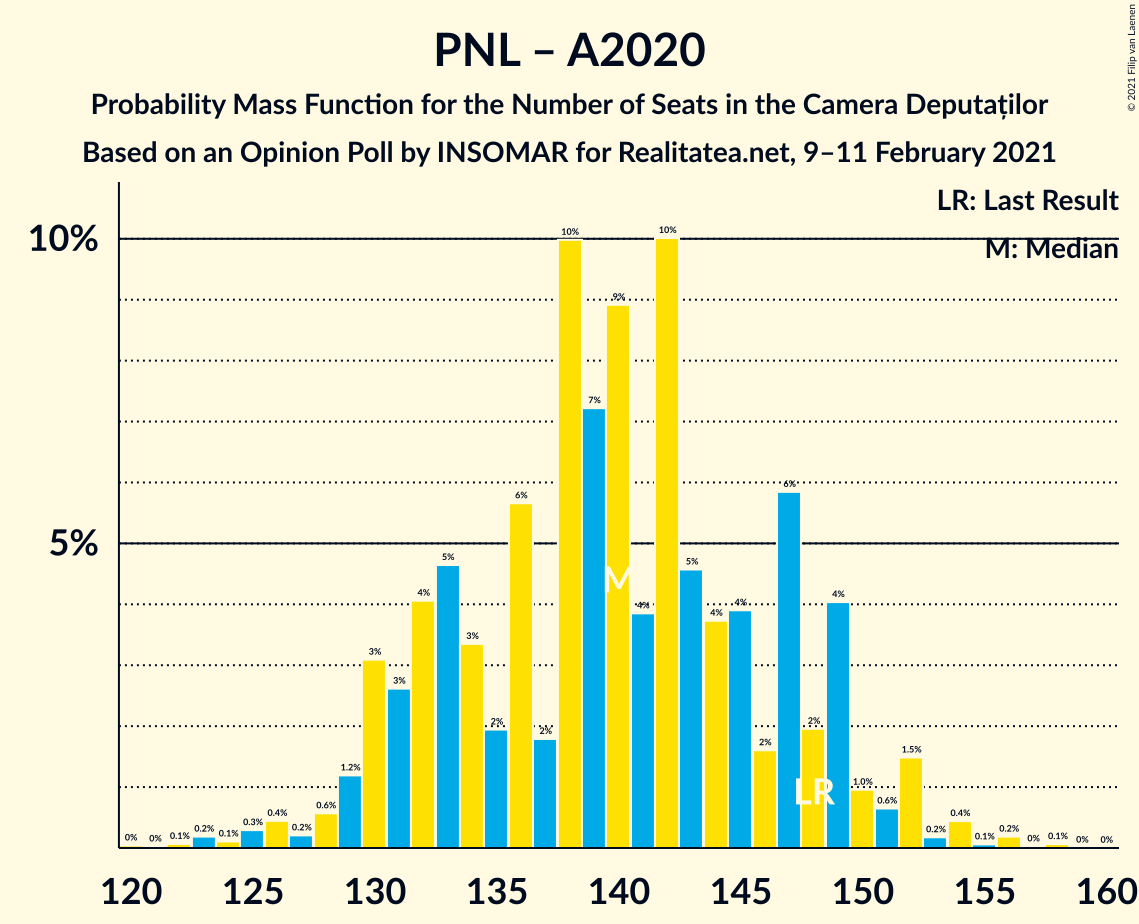 PNL – A2020
Probability Mass Function for the Number of Seats in the Camera Deputaților
Based on an Opinion Poll by INSOMAR for Realitatea.net, 9–11 February 2021
© 2021 Filip van Laenen
LR: Last Result
M: Median
10%
5%
0% 0% 0.1% 0.2% 0.1% 0.3% 0.4% 0.2% 0.6% 1.2% 3% 3% 4% 5% 3% 2% 6% 2% 10% 7% 9% 4% 10% 5% 4% 4% 2% 6% 2% 4% 1.0% 0.6% 1.5% 0.2% 0.4% 0.1% 0.2% 0% 0.1% 0% 0%
M
LR
120 125 130 135 140 145 150 155 160